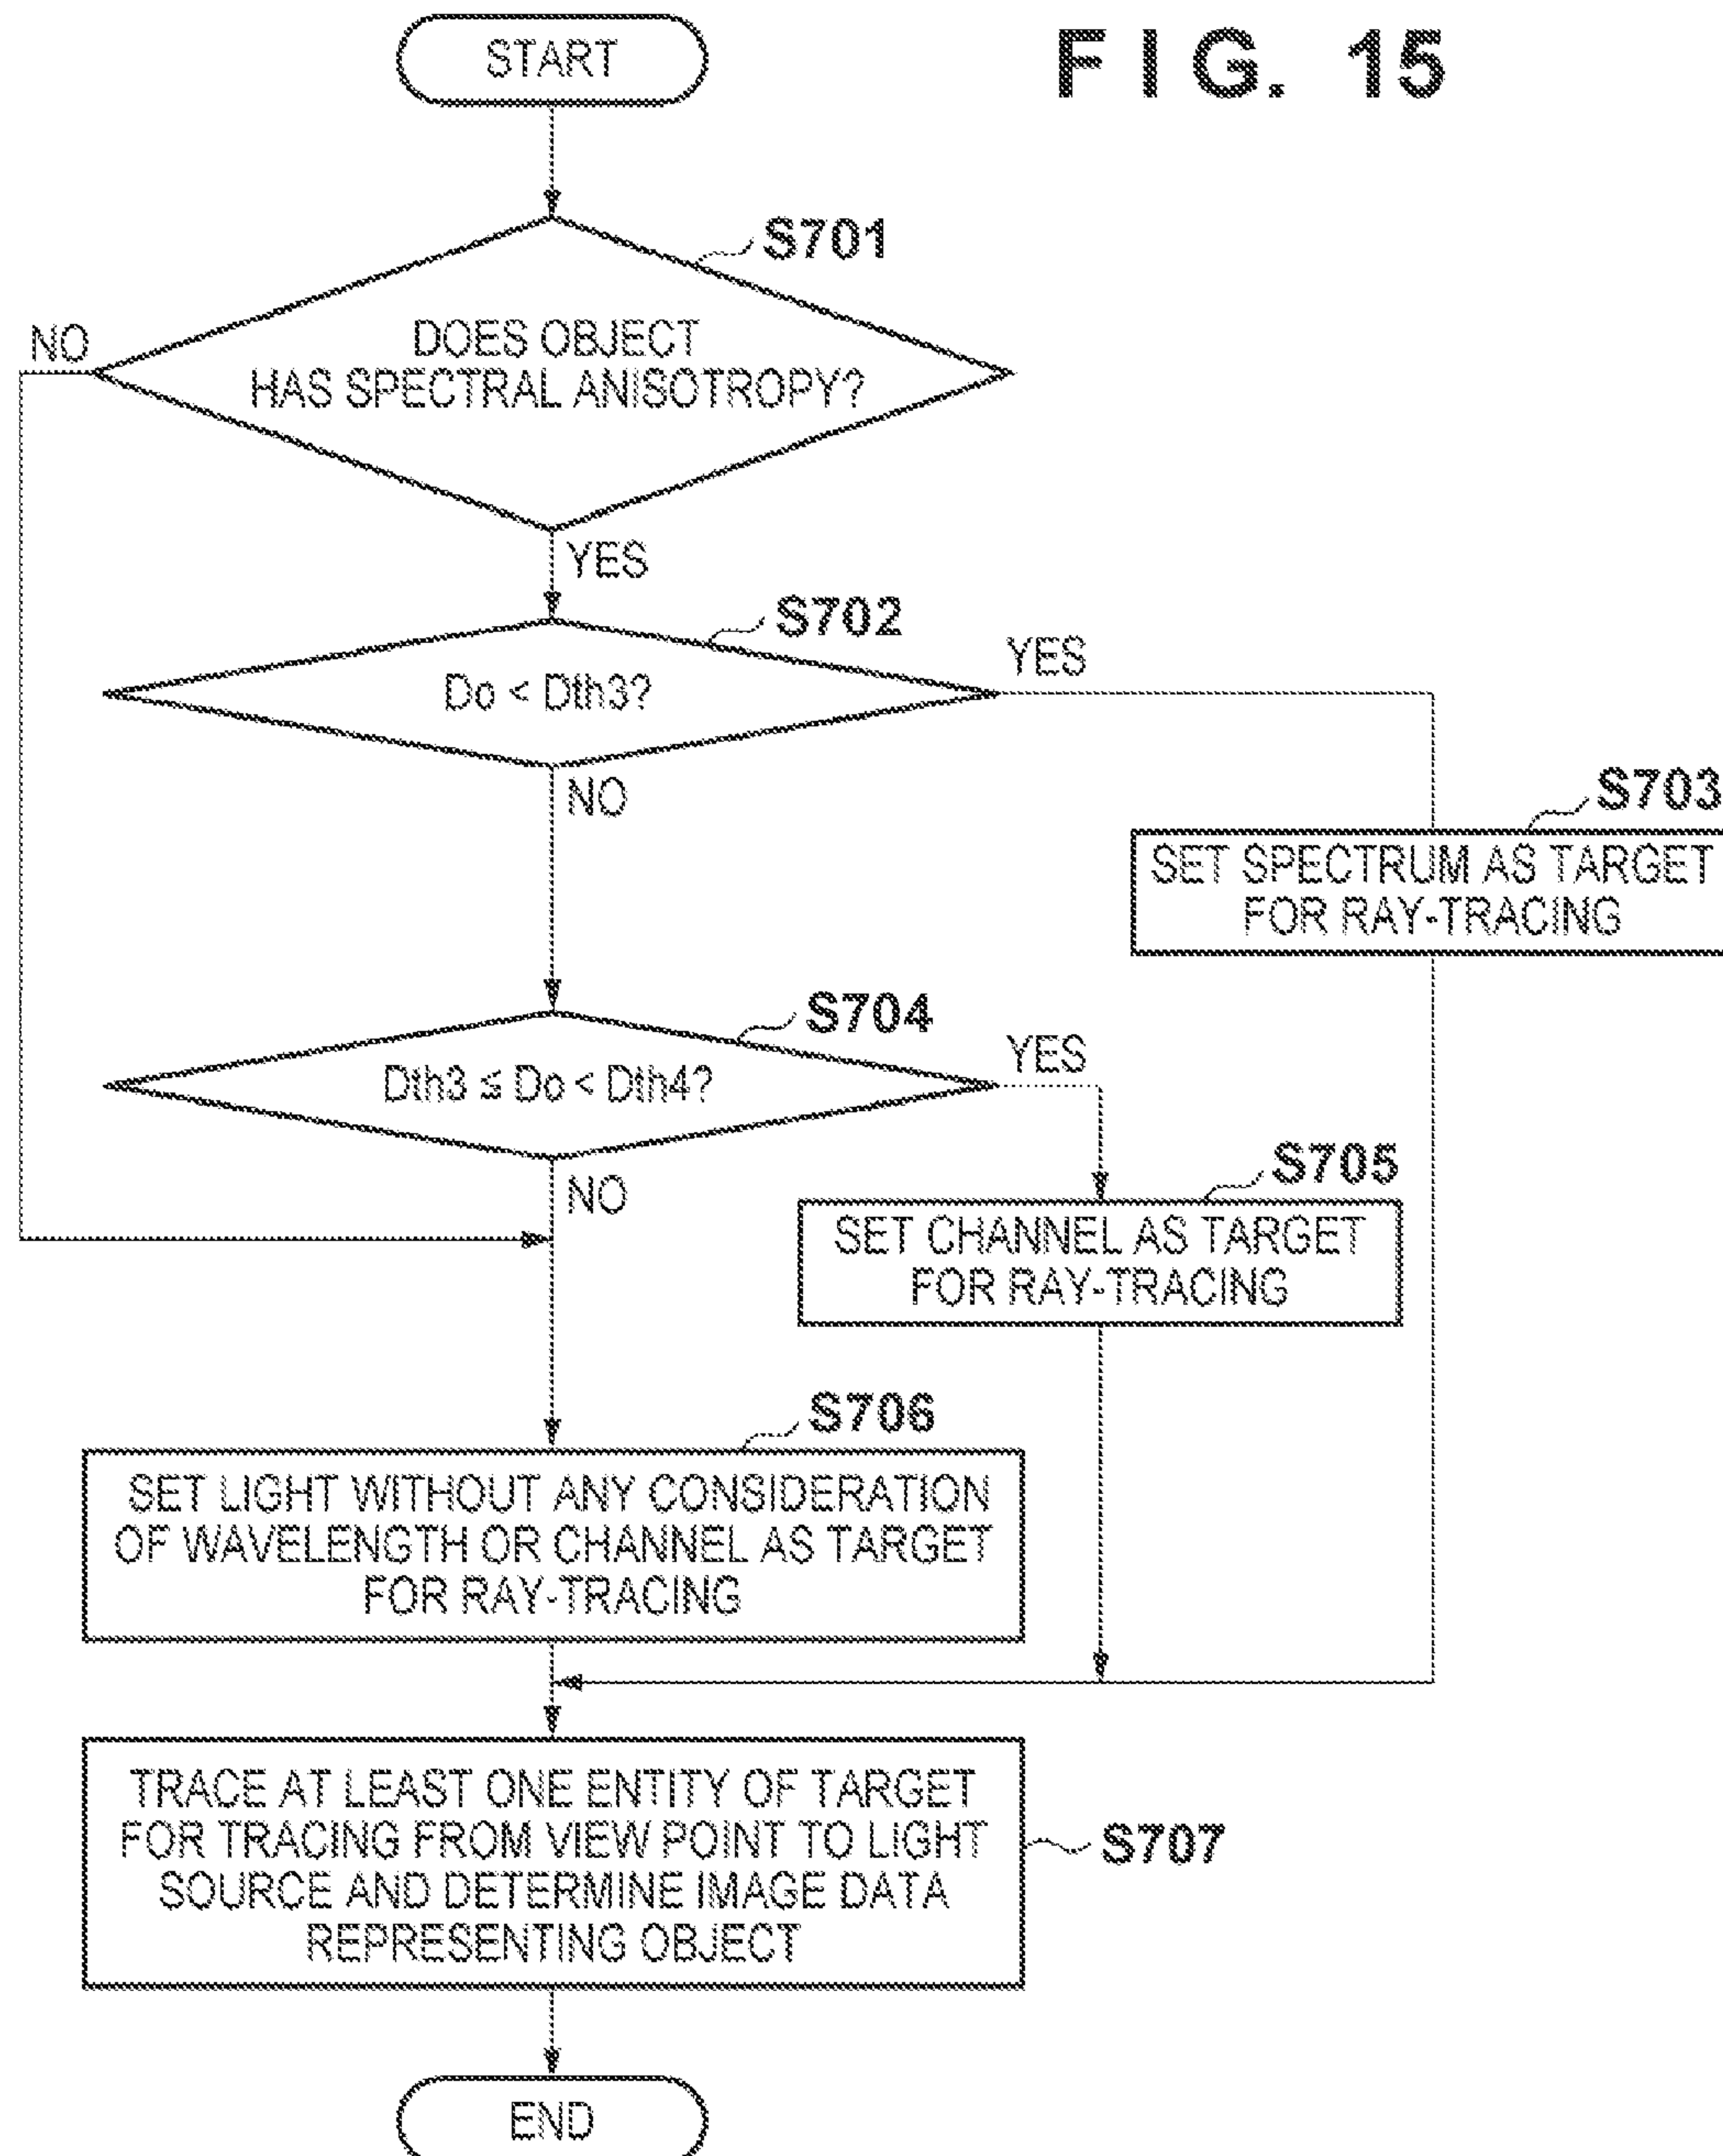 START
FIG. 15
S701
NO
DOES OBJECT
HAS SPECTRAL ANISOTROPY?
YES
S702
YES
Do < Dth3?
NO
S703
SET SPECTRUM AS TARGET
FOR RAY-TRACING
S704
YES
Dth3 ≦ Do < Dth4?
NO
S705
SET CHANNEL AS TARGET
FOR RAY-TRACING
S706
SET LIGHT WITHOUT ANY CONSIDERATION
OF WAVELENGTH OR CHANNEL AS TARGET
FOR RAY-TRACING
TRACE AT LEAST ONE ENTITY OF TARGET
FOR TRACING FROM VIEW POINT TO LIGHT
SOURCE AND DETERMINE IMAGE DATA
REPRESENTING OBJECT
S707
END